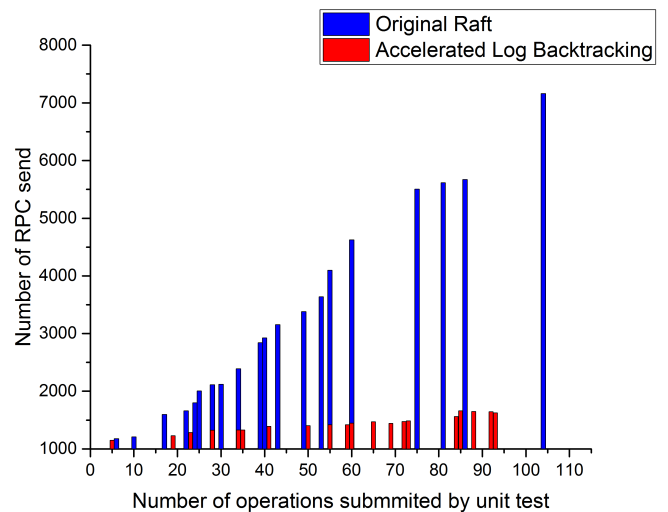 Original Raft
Accelerated Log Backtracking
8000
7000
6000
5000
4000
3000
2000
1000
Number of RPC send
0 10 20 30 40 50 60 70 80 90 100 110
Number of operations submmited by unit test